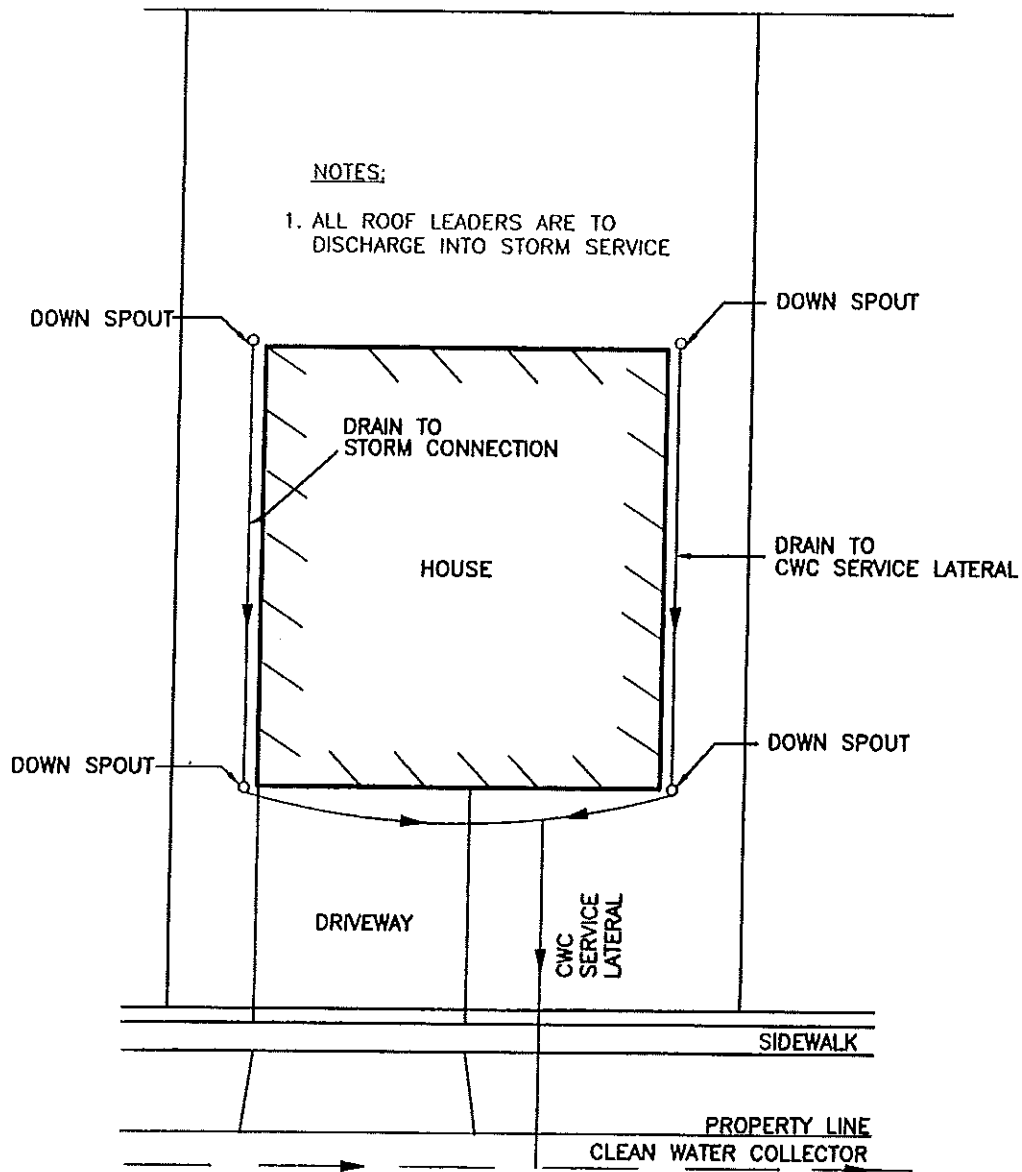 NOTES:
1. ALL ROOF LEADERS ARE TO
DISCHARGE INTO STORM SERVICE
DOWN SPOUT
DOWN SPOUT
DRAIN TO
STORM CONNECTION
DRAIN TO
CWC SERVICE LATERAL
HOUSE
DOWN SPOUT
DOWN SPOUT
DRIVEWAY
CWC
SERVICE
LATERAL
SIDEWALK
PROPERTY LINE
CLEAN WATER COLLECTOR